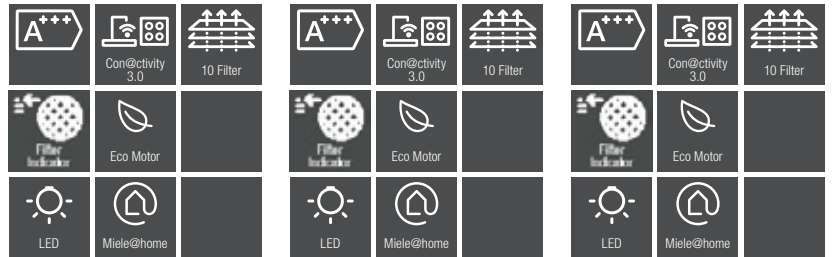 A+++
Con@ctivity
3.0
10 Filter
Filter
Indicator
Eco Motor
LED
Miele@home
A+++
Con@ctivity
3.0
10 Filter
Filter
Indicator
Eco Motor
LED
Miele@home
A+++
Con@ctivity
3.0
10 Filter
Filter
Indicator
Eco Motor
LED
Miele@home